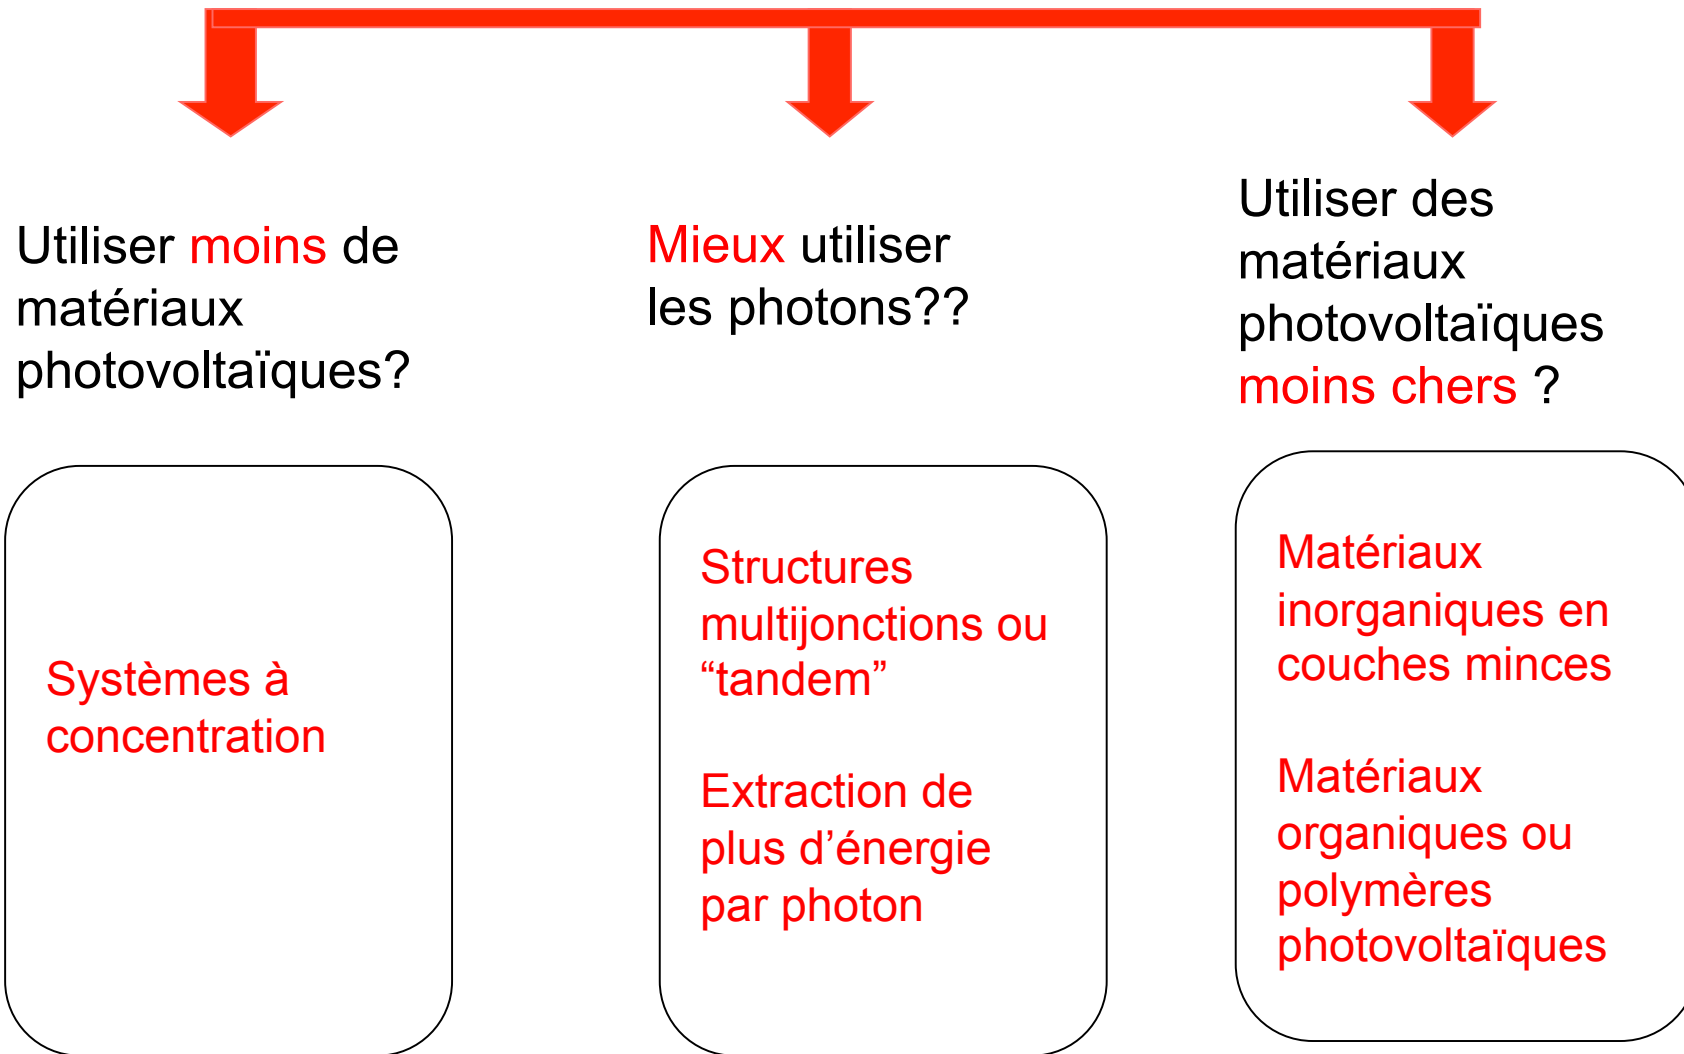 Utiliser moins de
matériaux
photovoltaïques?
Mieux utiliser
les photons??
Utiliser des
matériaux
photovoltaïques
moins chers ?
Systèmes à
concentration
Structures
multijonctions ou
“tandem”
Extraction de
plus d’énergie
par photon
Matériaux
inorganiques en
couches minces
Matériaux
organiques ou
polymères
photovoltaïques